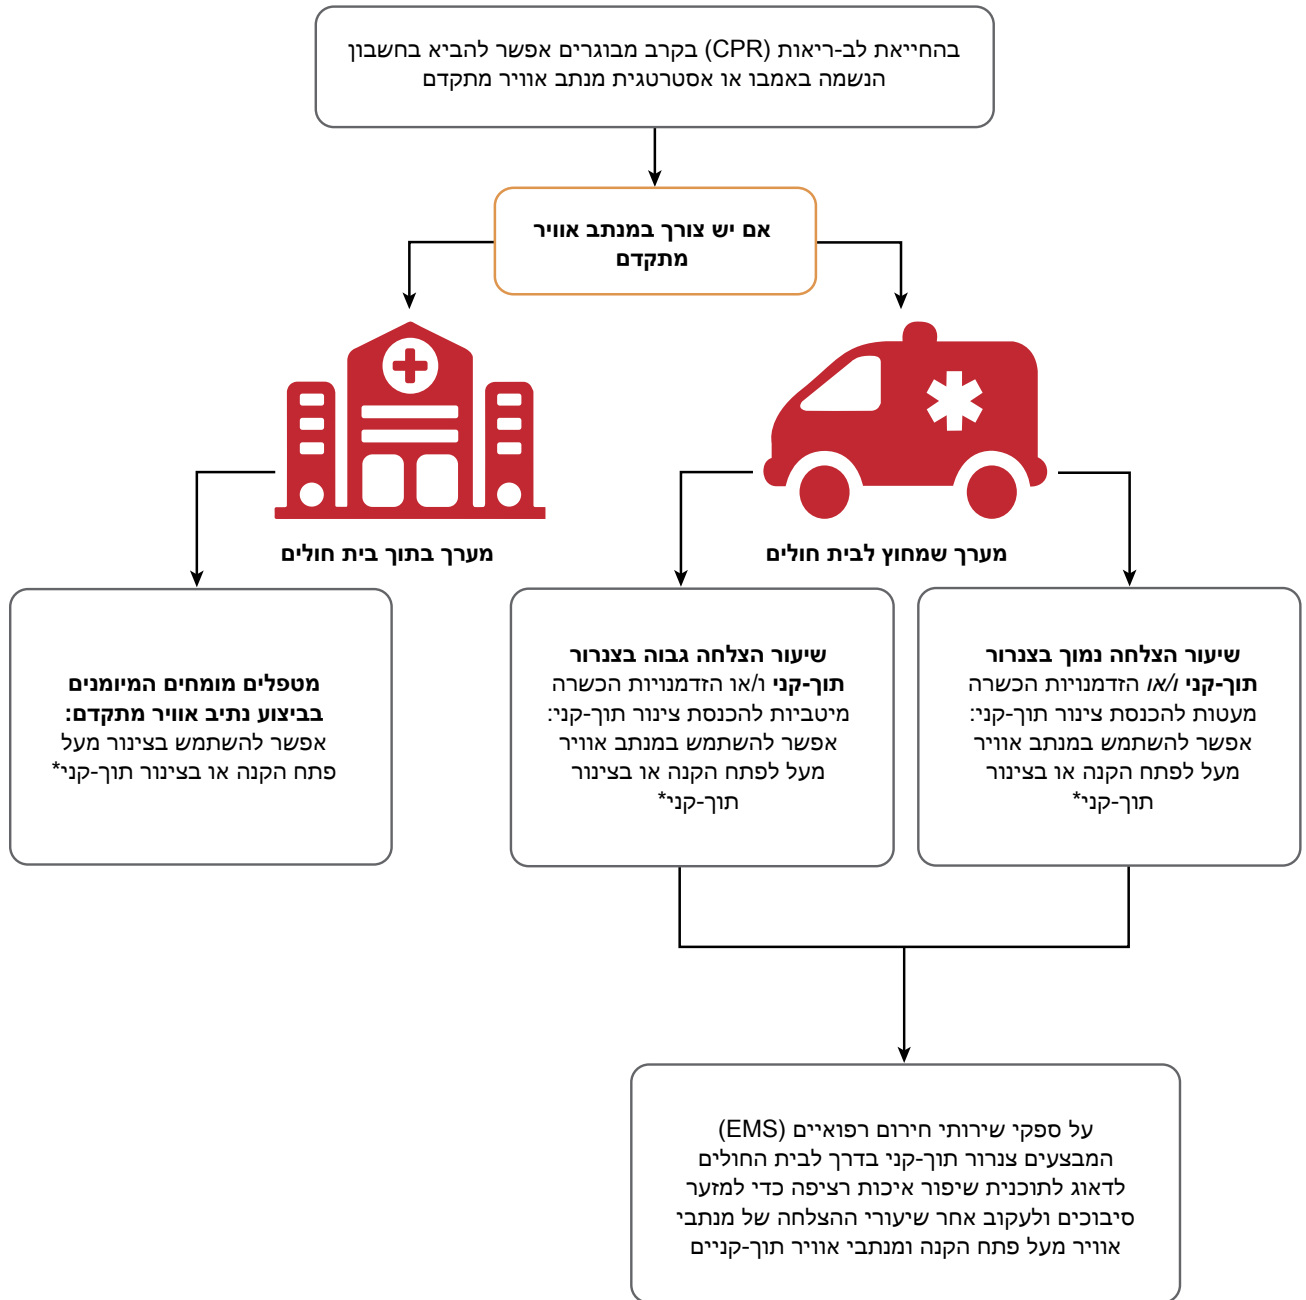 בהחייאת לב-ריאות (CPR) בקרב מבוגרים אפשר להביא בחשבון
הנשמה באמבו או אסטרטגית מנתב אוויר מתקדם
אם יש צורך במנתב אוויר
מתקדם
מערך שמחוץ לבית חולים
מערך בתוך בית חולים
שיעור הצלחה נמוך בצנרור
תוך-קני ו/או הזדמנויות הכשרה
מעטות להכנסת צינור תוך-קני:
אפשר להשתמש במנתב אוויר
מעל לפתח הקנה או בצינור
תוך-קני*
שיעור הצלחה גבוה בצנרור
תוך-קני ו/או הזדמנויות הכשרה
מיטביות להכנסת צינור תוך-קני:
אפשר להשתמש במנתב אוויר
מעל לפתח הקנה או בצינור
תוך-קני*
מטפלים מומחים המיומנים
בביצוע נתיב אוויר מתקדם:
אפשר להשתמש בצינור מעל
פתח הקנה או בצינור תוך-קני*
על ספקי שירותי חירום רפואיים (EMS)
המבצעים צנרור תוך-קני בדרך לבית החולים
לדאוג לתוכנית שיפור איכות רציפה כדי למזער
סיבוכים ולעקוב אחר שיעורי ההצלחה של מנתבי
אוויר מעל פתח הקנה ומנתבי אוויר תוך-קניים